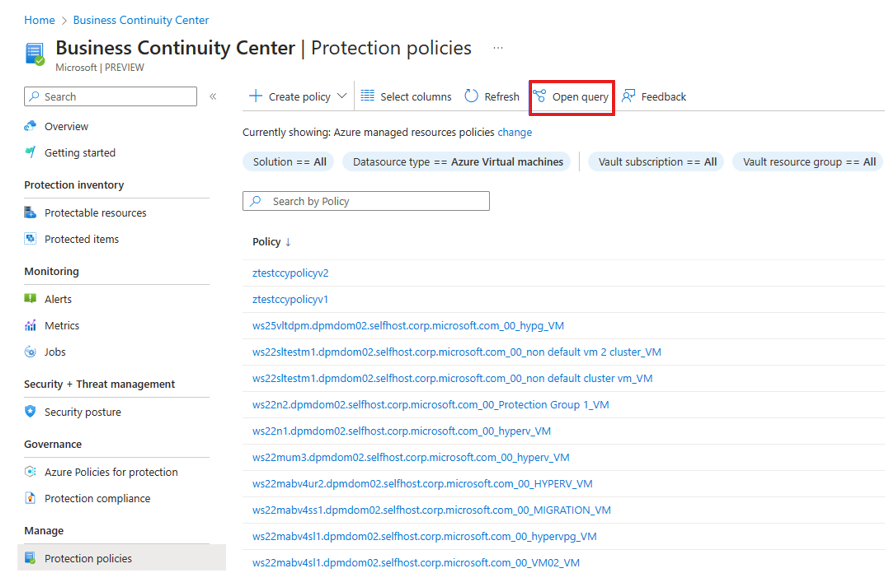 Home > Business Continuity Center
Business Continuity Center | Protection policies ...
Microsoft | PREVIEW
Search «
Overview
Getting started
Protection inventory
Protectable resources
Protected items
Monitoring
Alerts
Metrics
Jobs
Security + Threat management
Security posture
Governance
Azure Policies for protection
Protection compliance
Manage
Protection policies
Create policy Select columns Refresh Open query Feedback
Currently showing: Azure managed resources policies change
Solution == All Datasource type == Azure Virtual machines Vault subscription == All Vault resource group == All
Search by Policy
Policy ↓
ztestccypolicyv2
ztestccypolicyv1
ws25vltdpm.dpmdom02.selfhost.corp.microsoft.com_00_hypg_VM
ws22sltestm1.dpmdom02.selfhost.corp.microsoft.com_00_non default vm 2 cluster_VM
ws22sltestm1.dpmdom02.selfhost.corp.microsoft.com_00_non default cluster vm_VM
ws22n2.dpmdom02.selfhost.corp.microsoft.com_00_Protection Group 1_VM
ws22n1.dpmdom02.selfhost.corp.microsoft.com_00_hyperv_VM
ws22mum3.dpmdom02.selfhost.corp.microsoft.com_00_hyperv_VM
ws22mabv4ur2.dpmdom02.selfhost.corp.microsoft.com_00_HYPERV_VM
ws22mabv4ss1.dpmdom02.selfhost.corp.microsoft.com_00_MIGRATION_VM
ws22mabv4sl1.dpmdom02.selfhost.corp.microsoft.com_00_hypervpg_VM
ws22mabv4sl1.dpmdom02.selfhost.corp.microsoft.com_00_VM02_VM